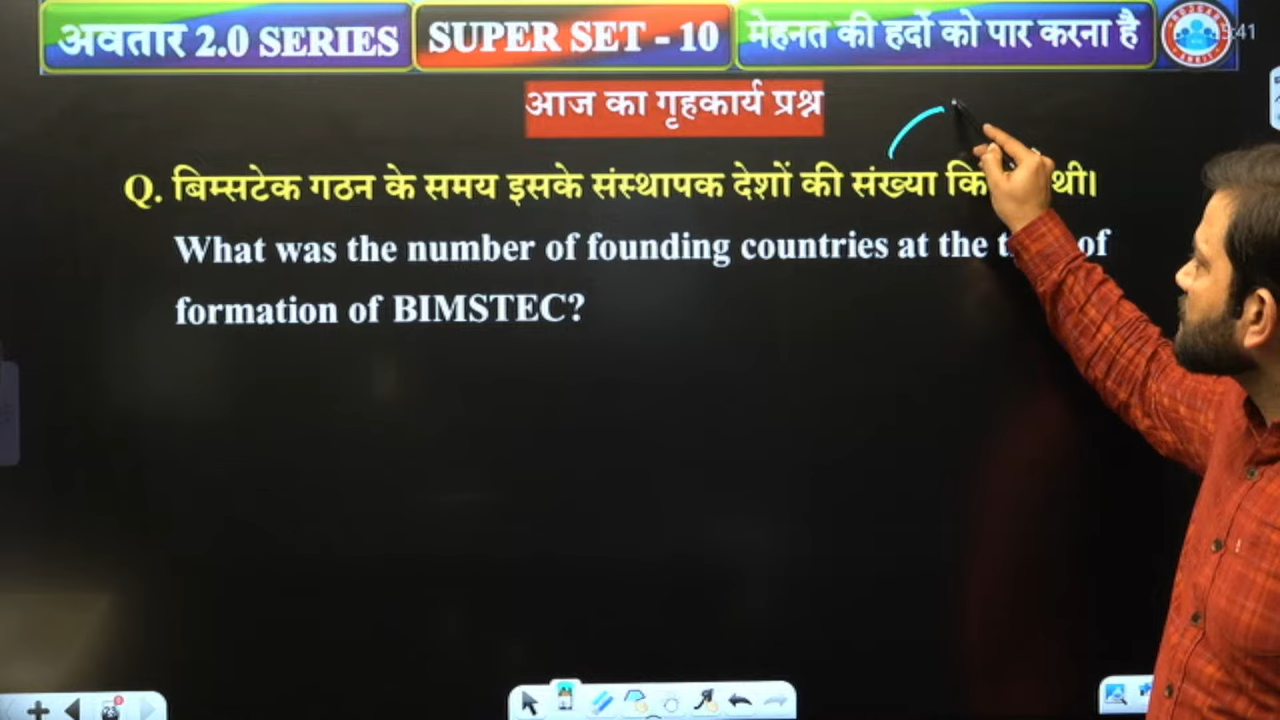 अवतार 2.0 SERIES
SUPER SET - 10
मेहनत की हदों को पार करना है
आज का गृहकार्य प्रश्न
Q. बिम्सटेक गठन के समय इसके संस्थापक देशों की संख्या थी।
What was the number of founding countries at the of
formation of BIMSTEC?